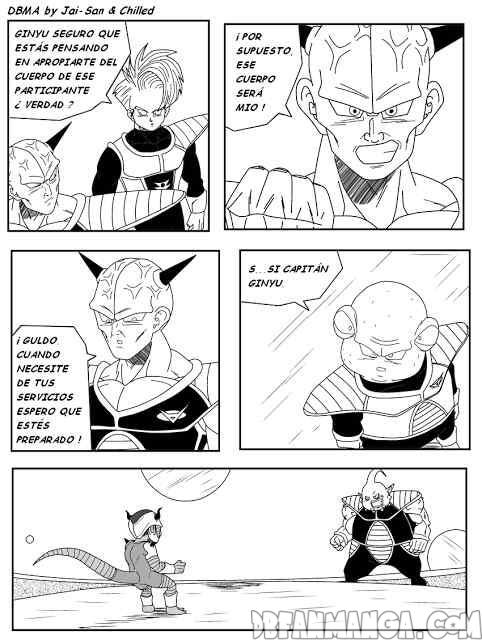 DBMA by Jai-San & Chilled
GINYU SEGURO QUE
ESTÁS PENSANDO
EN APROPIARTE DEL
CUERPO DE ESE
PARTICIPANTE
¿ VERDAD ?
¡ POR
SUPUESTO,
ESE
CUERPO
SERÁ
MIO !
¡ GULDO
CUANDO
NECESITE
DE TUS
SERVICIOS
ESPERO QUE
ESTÉS
PREPARADO !
S...SI CAPITÁN
GINYU.
DBFANMANGA.COM